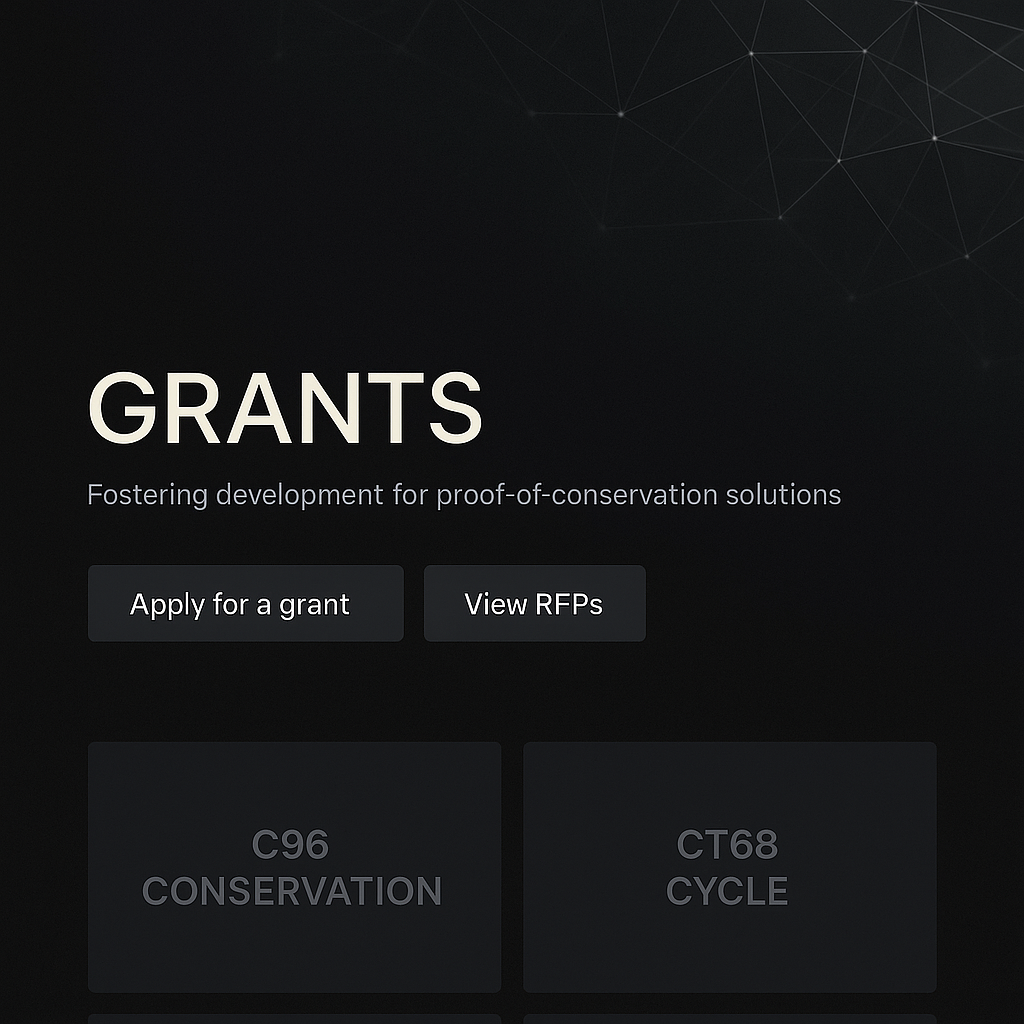 GRANTS
Fostering development for proof-of-conservation solutions
Apply for a grant
View RFPs
C96
CONSERVATION
CT68
CYCLE